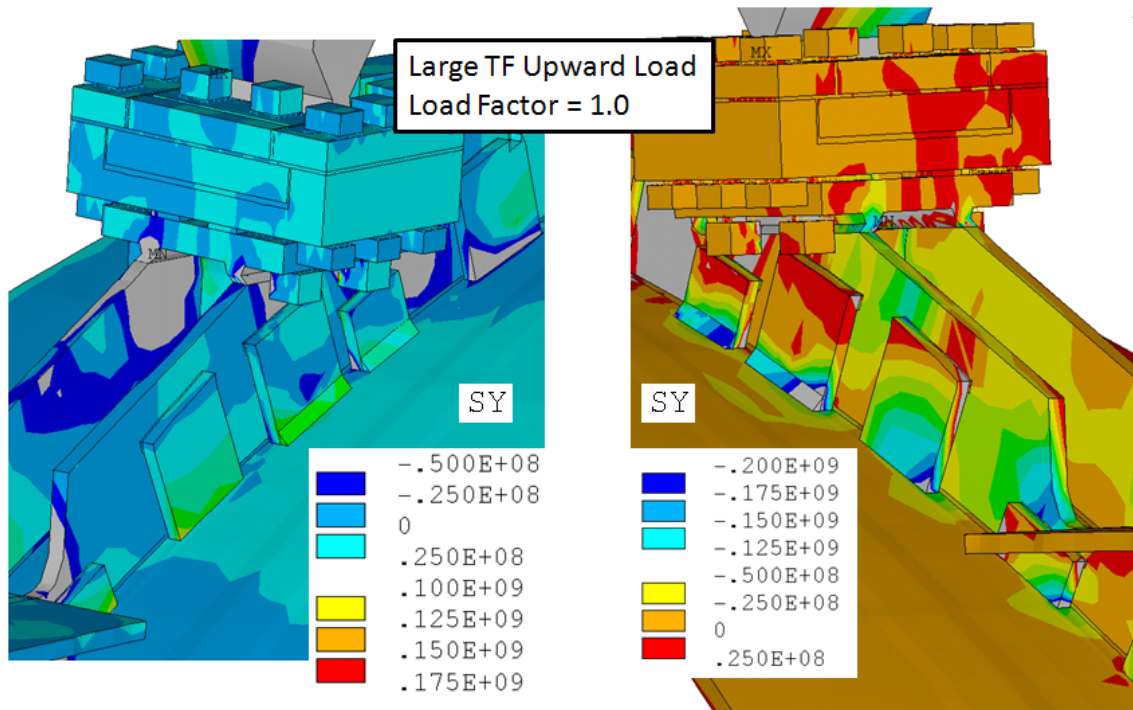 Large TF Upward Load
Load Factor = 1.0
MX
MN
SY
-.500E+08
-.250E+08
0
.250E+08
.100E+09
.125E+09
.150E+09
.175E+09
MX
MN
SY
-.200E+09
-.175E+09
-.150E+09
-.125E+09
-.500E+08
-.250E+08
0
.250E+08